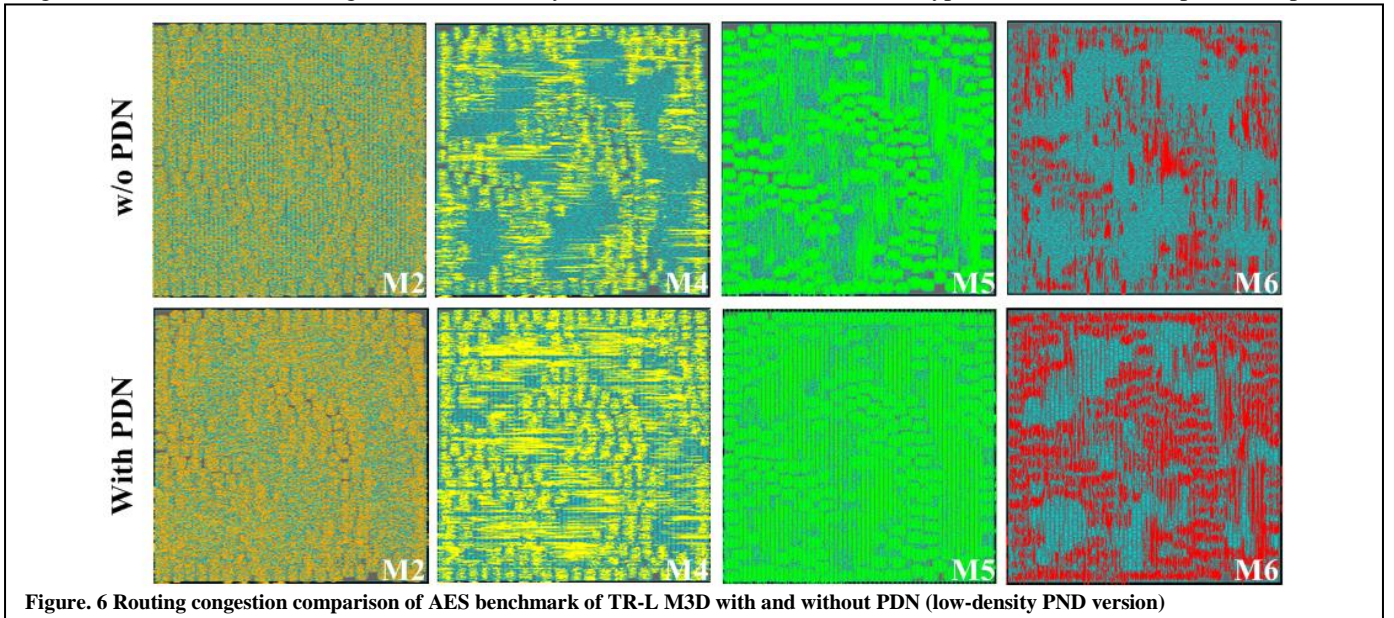 w/o PDN
M2
M4
M5
M6
With PDN
M2
M4
M5
M6
Figure. 6 Routing congestion comparison of AES benchmark of TR-L M3D with and without PDN (low-density PND version)